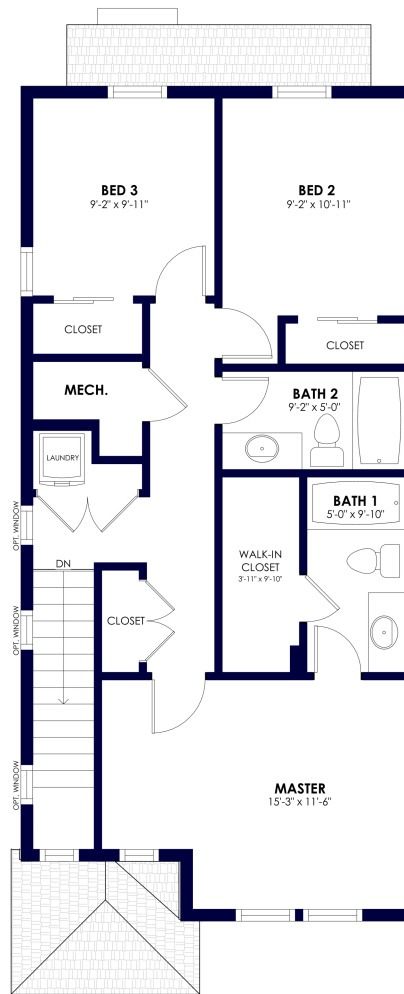 BED 3
9'-2" x 9'-11"
BED 2
9'-2" x 10'-11"
CLOSET
CLOSET
MECH.
BATH 2
9'-2" x 5'-0"
LAUNDRY
BATH 1
5'-0" x 9'-10"
OPT. WINDOW
WALK-IN
CLOSET
3'-11" x 9'-10"
DN
CLOSET
OPT. WINDOW
OPT. WINDOW
MASTER
15'-3" x 11'-6"